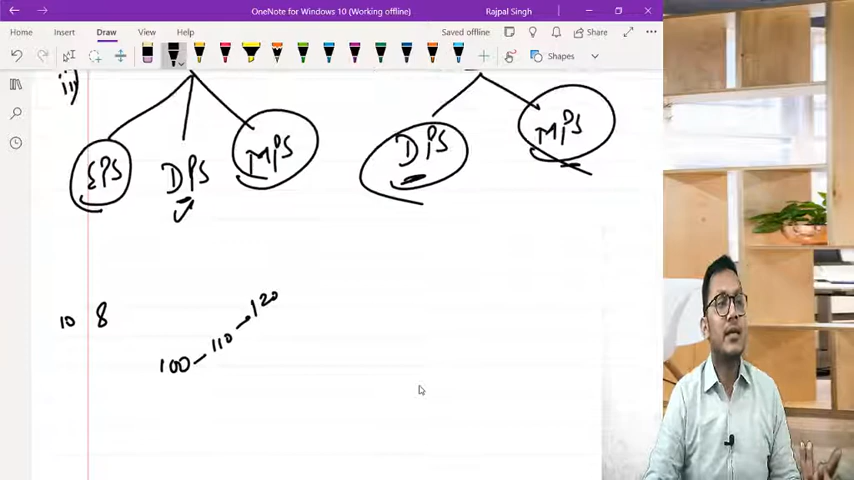 OneNote for Windows 10 (Working offline)
Rajpal Singh
Home Insert Draw View Help
Saved offline
Shapes
ii)
EPS DPS MPS DPS MPS
10 8
100 110 120